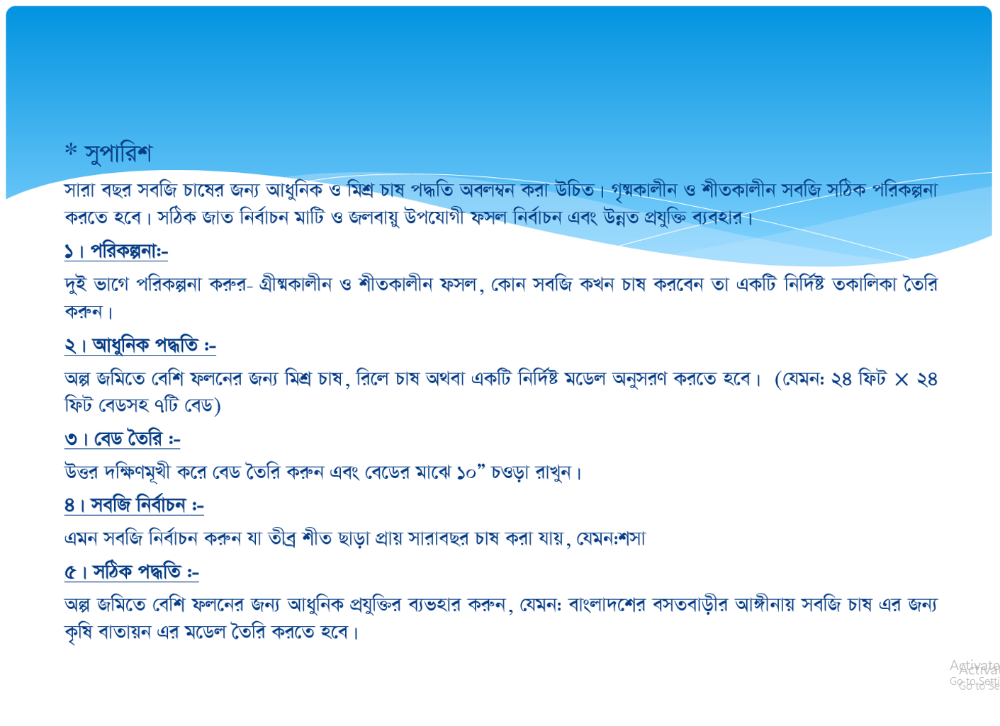 * সুপারিশ
সারা বছর সবজি চাষের জন্য আধুনিক ও মিশ্র চাষ পদ্ধতি অবলম্বন করা উচিত। গৃষ্মকালীন ও শীতকালীন সবজি সঠিক পরিকল্পনা
করতে হবে। সঠিক জাত নির্বাচন মাটি ও জলবায়ু উপযোগী ফসল নির্বাচন এবং উন্নত প্রযুক্তি ব্যবহার।
১। পরিকল্পনা:-
দুই ভাগে পরিকল্পনা করুর- গ্রীষ্মকালীন ও শীতকালীন ফসল, কোন সবজি কখন চাষ করবেন তা একটি নির্দিষ্ট তকালিকা তৈরি
করুন।
২। আধুনিক পদ্ধতি :-
অল্প জমিতে বেশি ফলনের জন্য মিশ্র চাষ, রিলে চাষ অথবা একটি নির্দিষ্ট মডেল অনুসরণ করতে হবে। (যেমন: ২৪ ফিট × ২৪
ফিট বেডসহ ৭টি বেড)
৩। বেড তৈরি :-
উত্তর দক্ষিণমূখী করে বেড তৈরি করুন এবং বেডের মাঝে ১০” চওড়া রাখুন।
৪। সবজি নির্বাচন :-
এমন সবজি নির্বাচন করুন যা তীব্র শীত ছাড়া প্রায় সারাবছর চাষ করা যায়, যেমন:শসা
৫। সঠিক পদ্ধতি :-
অল্প জমিতে বেশি ফলনের জন্য আধুনিক প্রযুক্তির ব্যভহার করুন, যেমন: বাংলাদশের বসতবাড়ীর আঙ্গীনায় সবজি চাষ এর জন্য
কৃষি বাতায়ন এর মডেল তৈরি করতে হবে।
Activate
Activat
Go to Setti
Go to Se